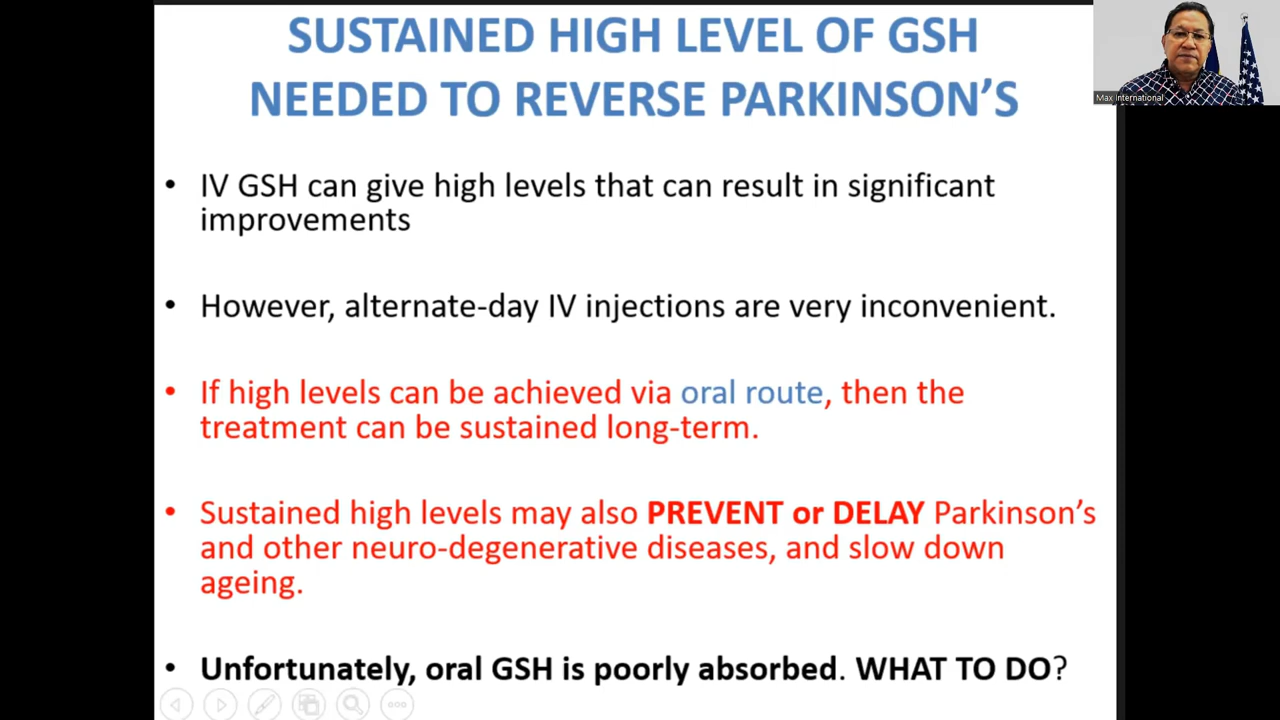 SUSTAINED HIGH LEVEL OF GSH
NEEDED TO REVERSE PARKINSON'S
• IV GSH can give high levels that can result in significant
improvements
• However, alternate-day IV injections are very inconvenient.
• If high levels can be achieved via oral route, then the
treatment can be sustained long-term.
• Sustained high levels may also PREVENT or DELAY Parkinson's
and other neuro-degenerative diseases, and slow down
ageing.
• Unfortunately, oral GSH is poorly absorbed. WHAT TO DO?
Max International